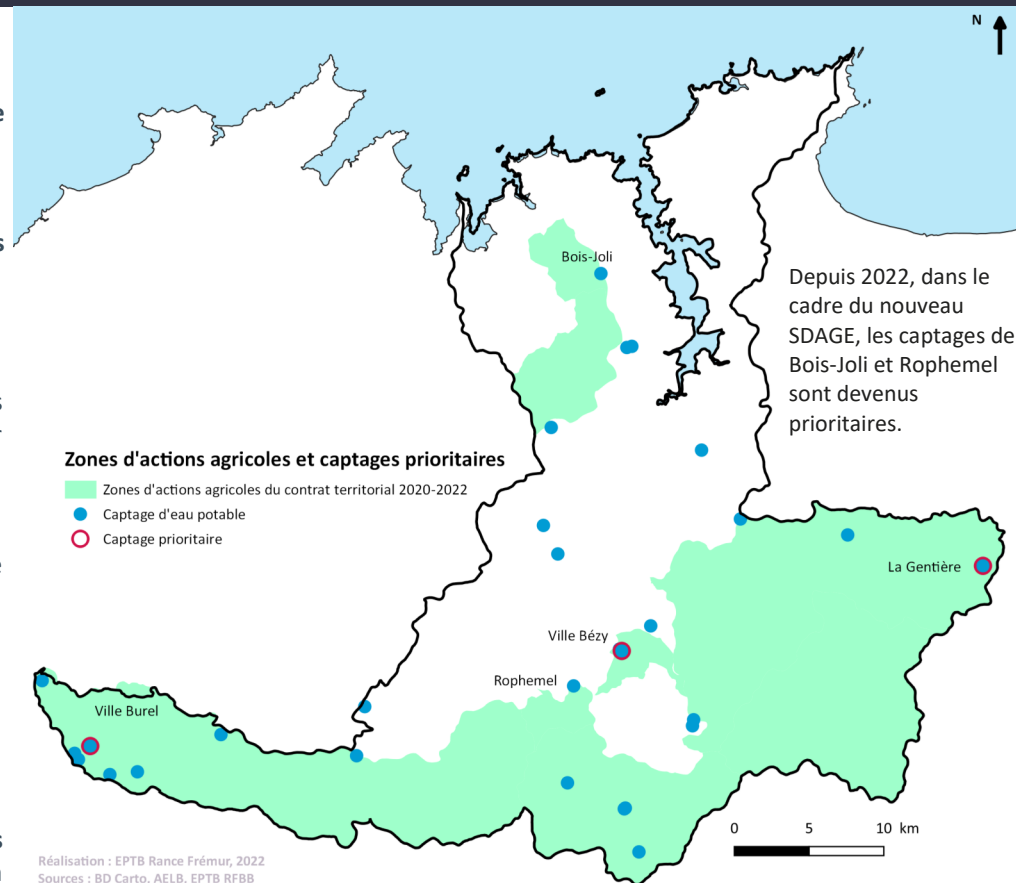 N
Bois-Joli
Depuis 2022, dans le
cadre du nouveau
SDAGE, les captages de
Bois-Joli et Rophemel
sont devenus
prioritaires.
Zones d'actions agricoles et captages prioritaires
Zones d'actions agricoles du contrat territorial 2020-2022
Captage d'eau potable
Captage prioritaire
La Gentière
Ville Bézy
Rophemel
Ville Burel
0 5 10 km
Réalisation : EPTB Rance Frémur, 2022
Sources : BD Carto, AELB, EPTB RFBB